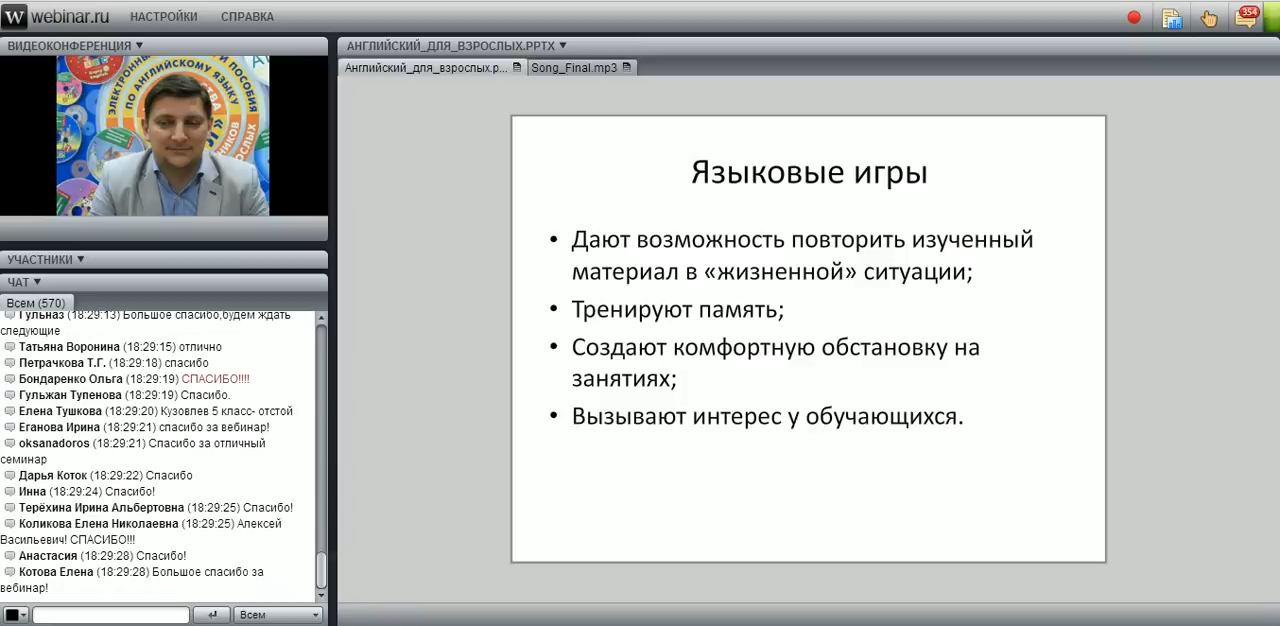 W webinar.ru НАСТРОЙКИ СПРАВКА
354
ВИДЕОКОНФЕРЕНЦИЯ
ЭЛЕКТРОННЫЕ ПОСОБИЯ
ПО АНГЛИЙСКОМУ ЯЗЫКУ
УЧАСТНИКИ
ЧАТ
Всем (570)
Гульназ (18:29:13) Большое спасибо,будем ждать
следующие
Татьяна Воронина (18:29:15) отлично
Петрачкова Т.Г. (18:29:18) спасибо
Бондаренко Ольга (18:29:19) СПАСИБО!!!!
Гульжан Тупенова (18:29:19) Спасибо.
Елена Тушкова (18:29:20) Кузовлев 5 класс- отстой
Еганова Ирина (18:29:21) спасибо за вебинар!
oksanadoros (18:29:21) Спасибо за отличный
семинар
Дарья Коток (18:29:22) Спасибо
Инна (18:29:24) Спасибо!
Терёхина Ирина Альбертовна (18:29:25) Спасибо!
Коликова Елена Николаевна (18:29:25) Алексей
Васильевич! СПАСИБО!!!
Анастасия (18:29:28) Спасибо!
Котова Елена (18:29:28) Большое спасибо за
вебинар!
Всем
АНГЛИЙСКИЙ_ДЛЯ_ВЗРОСЛЫХ.PPTX
Английский_для_взрослых.р... Song_Final.mp3
Языковые игры
• Дают возможность повторить изученный
материал в «жизненной» ситуации;
• Тренируют память;
• Создают комфортную обстановку на
занятиях;
• Вызывают интерес у обучающихся.